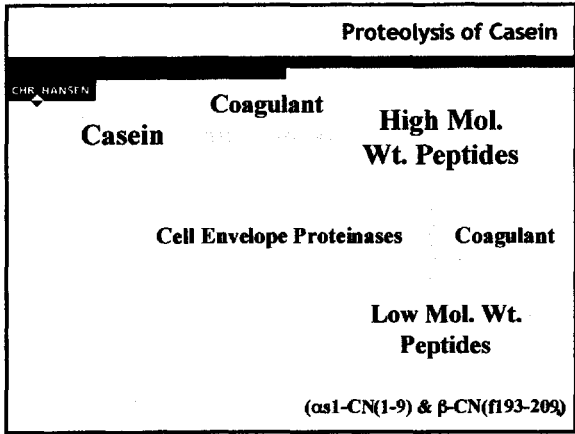 Proteolysis of Casein
CHR HANSEN
Coagulant
Casein
High Mol.
Wt. Peptides
Cell Envelope Proteinases
Coagulant
Low Mol. Wt.
Peptides
(αs1-CN(1-9) & β-CN(f193-209)